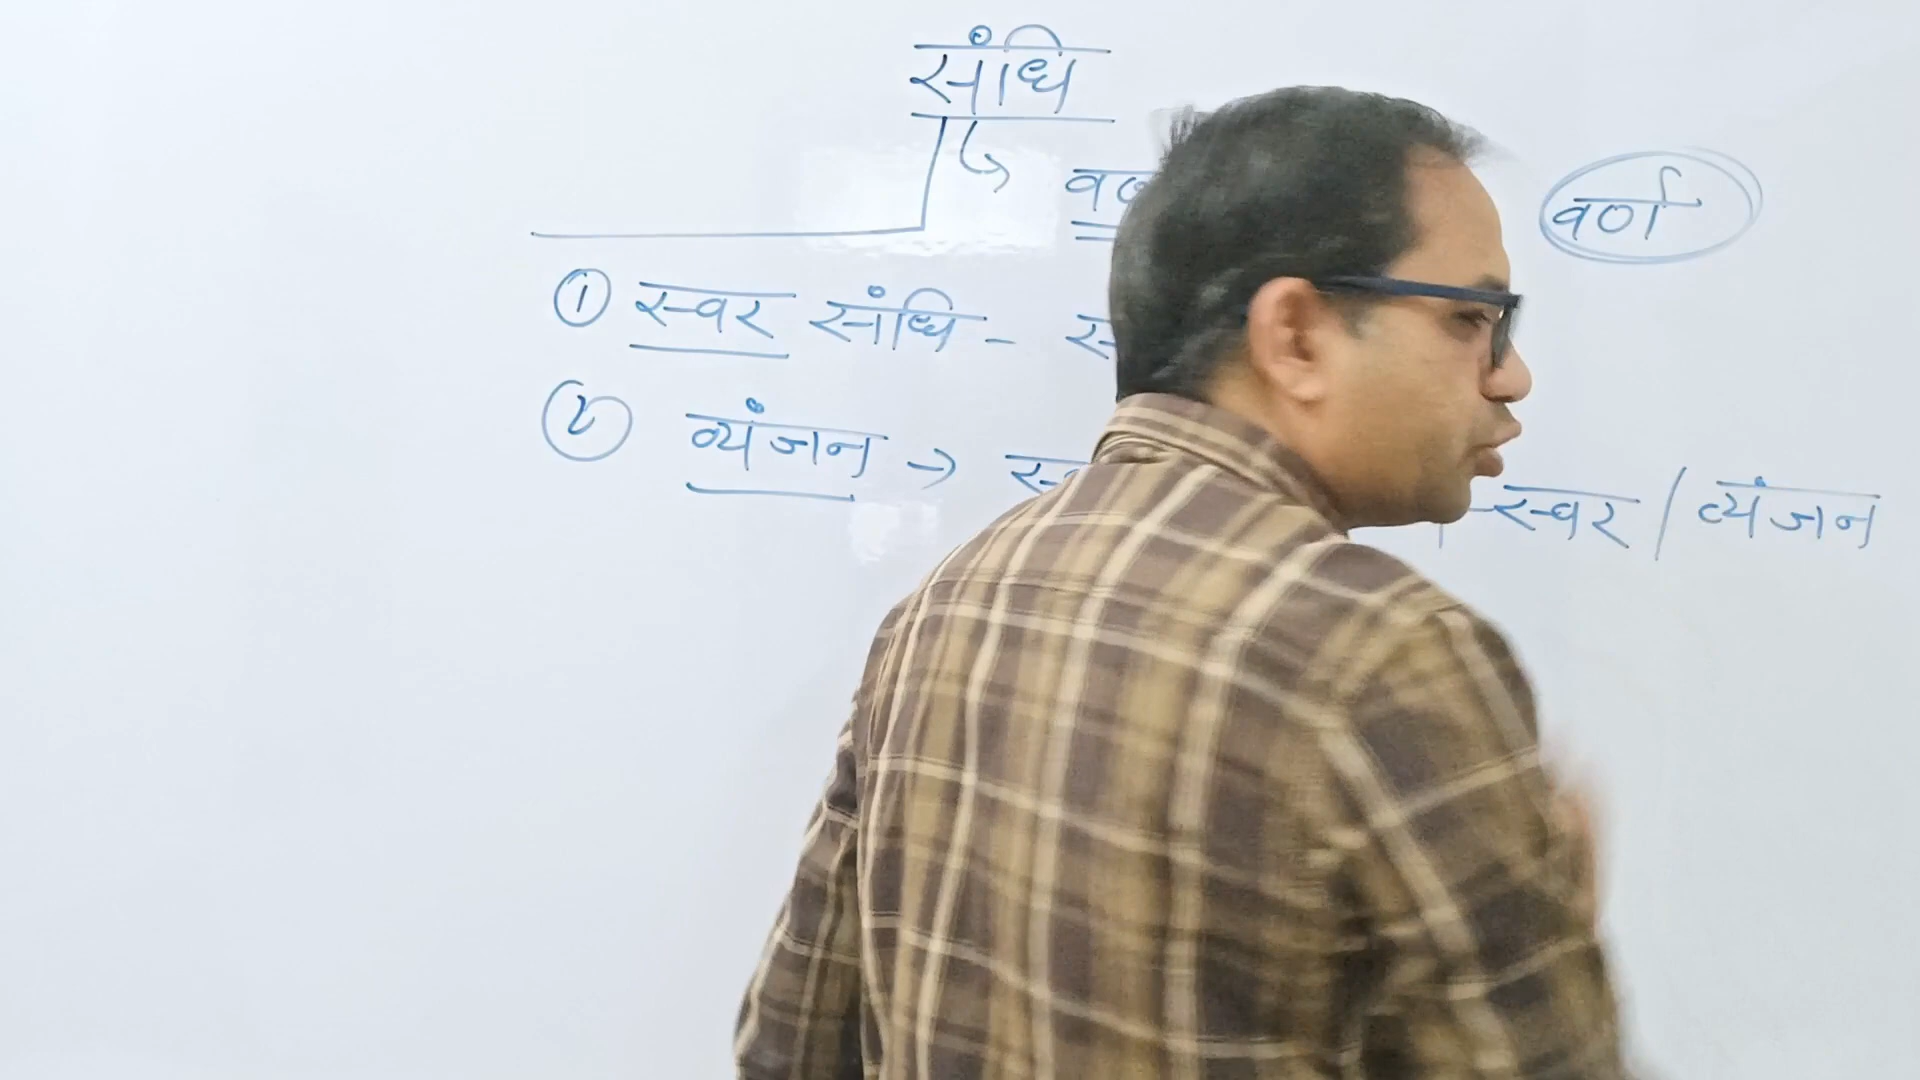 संधि
वर्ण
① स्वर संधि -
② व्यंजन → स्वर / व्यंजन